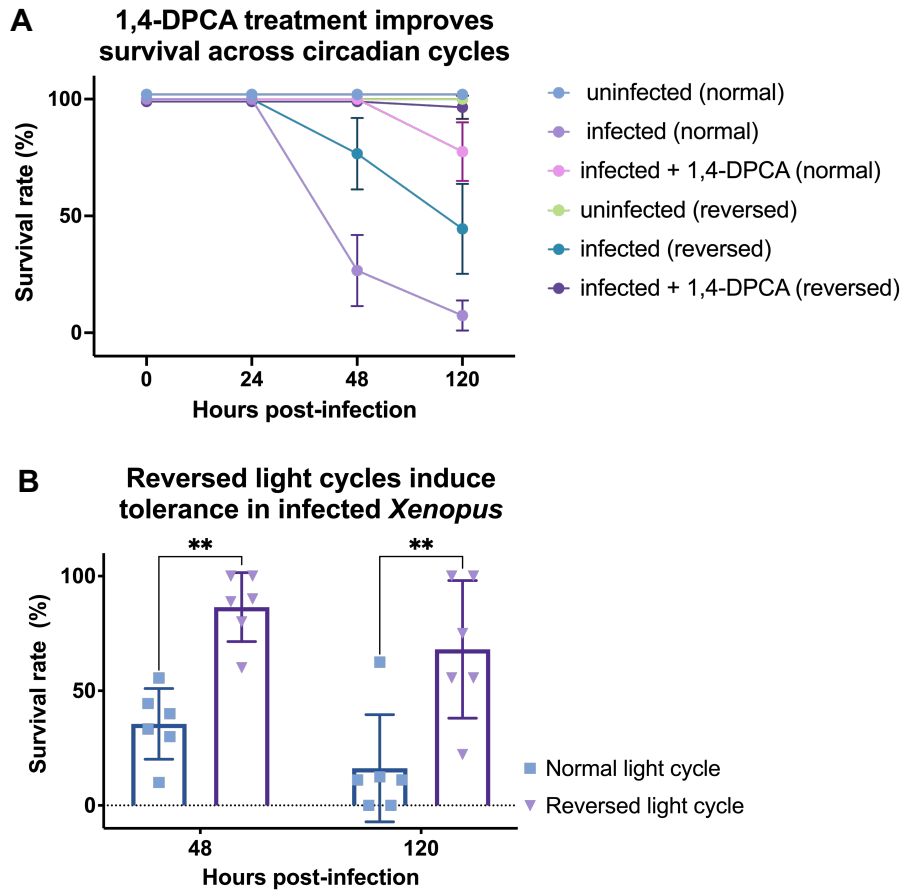 A
1,4-DPCA treatment improves
survival across circadian cycles
Survival rate (%)
100
50
0
0 24 48 120
Hours post-infection
uninfected (normal)
infected (normal)
infected + 1,4-DPCA (normal)
uninfected (reversed)
infected (reversed)
infected + 1,4-DPCA (reversed)
B
Reversed light cycles induce
tolerance in infected Xenopus
Survival rate (%)
** **
100
50
0
48 120
Hours post-infection
Normal light cycle
Reversed light cycle